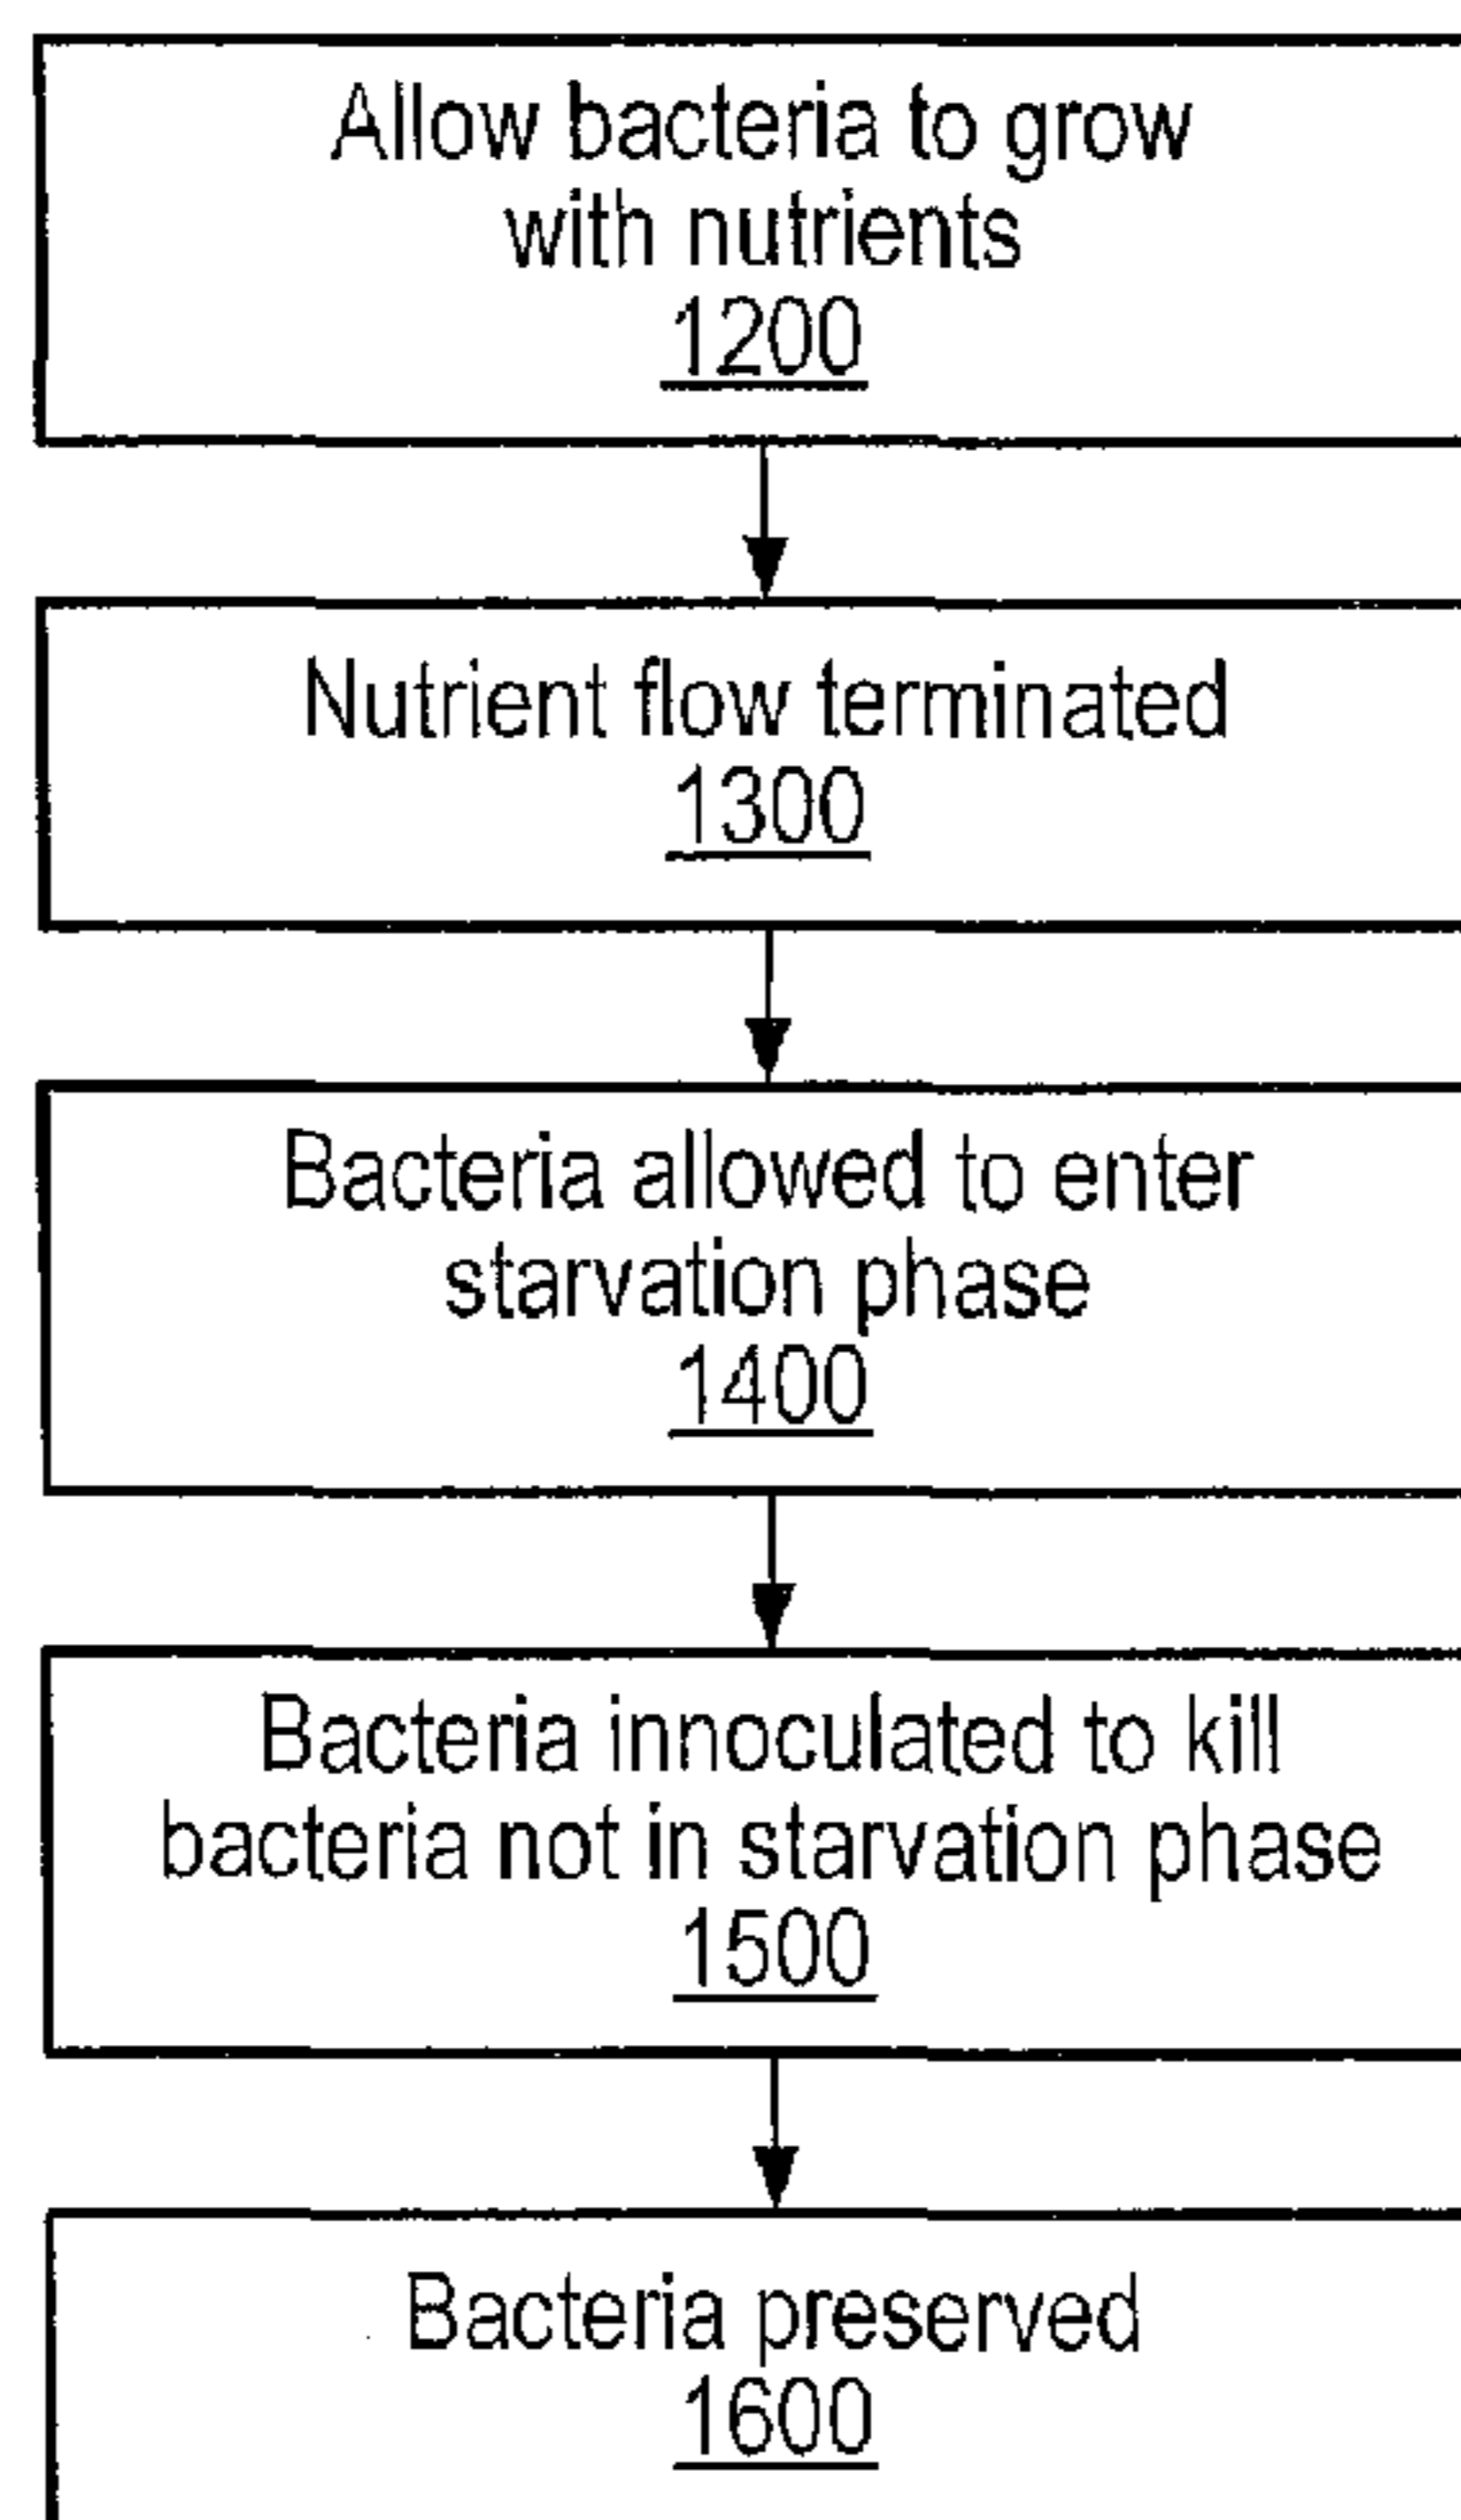 Allow bacteria to grow
with nutrients
1200
Nutrient flow terminated
1300
Bacteria allowed to enter
starvation phase
1400
Bacteria innoculated to kill
bacteria not in starvation phase
1500
Bacteria preserved
1600